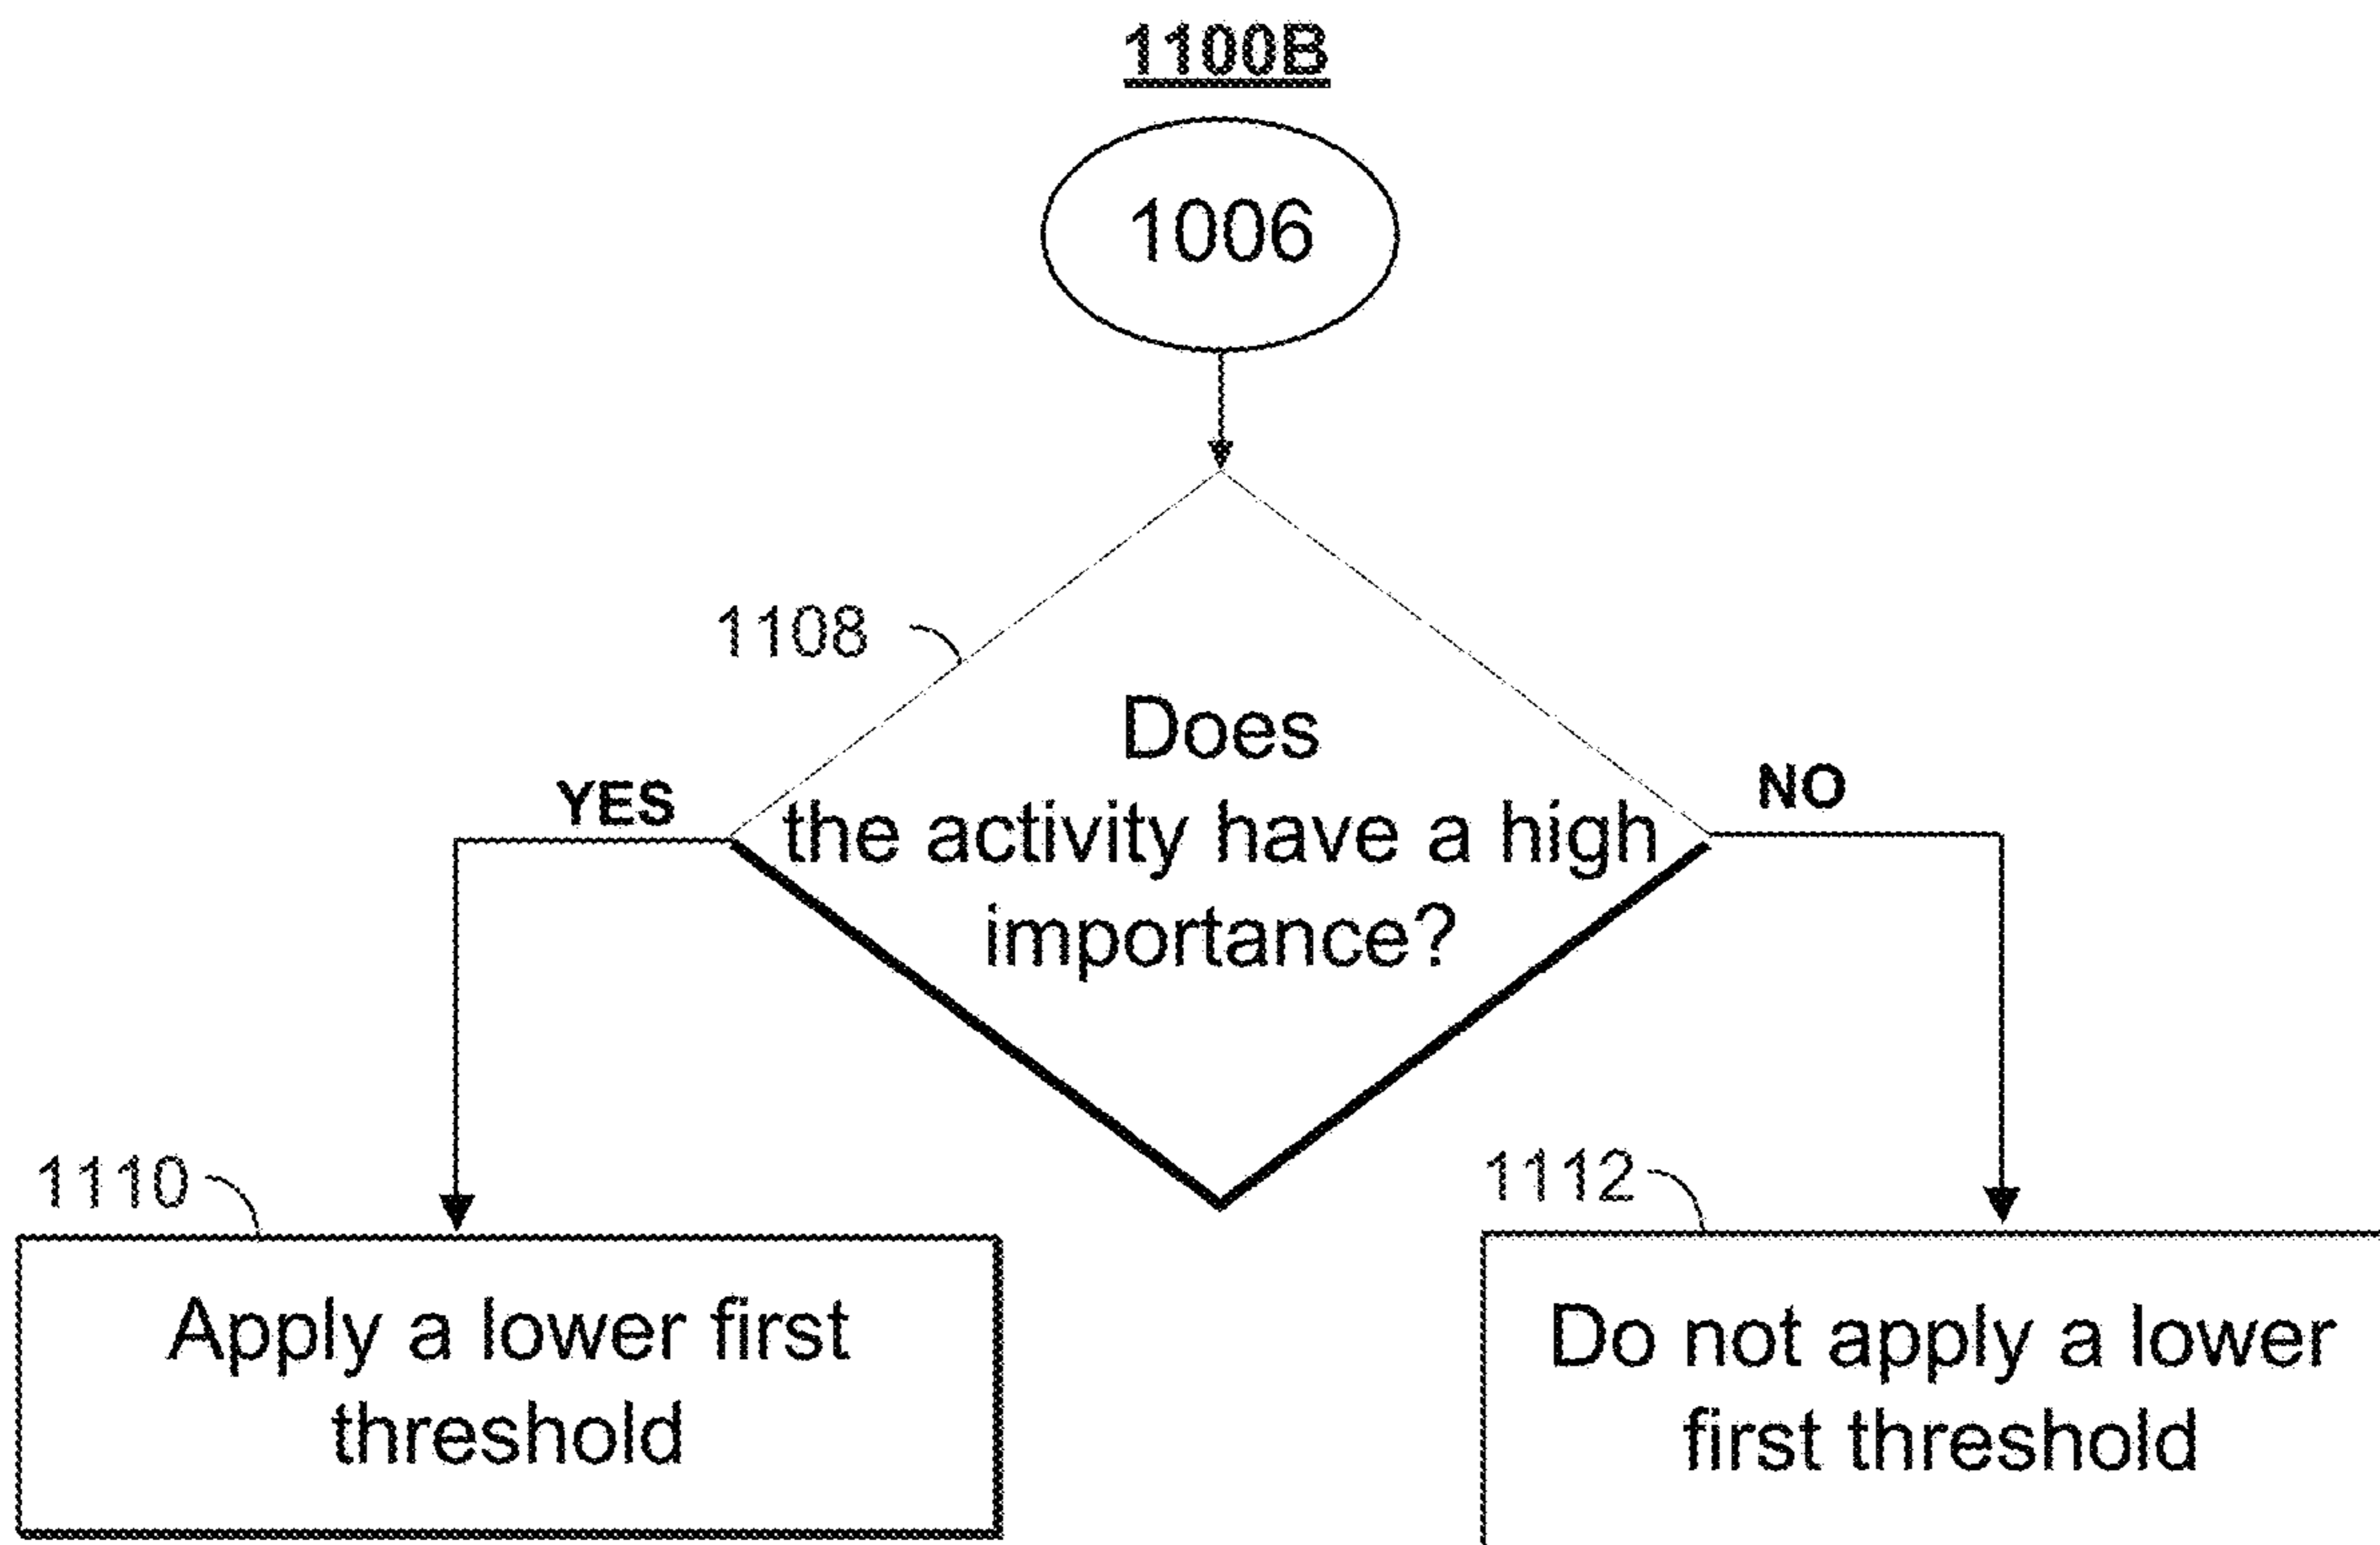 1100B
1006
1108
Does
the activity have a high
importance?
YES
NO
1110
Apply a lower first
threshold
1112
Do not apply a lower
first threshold